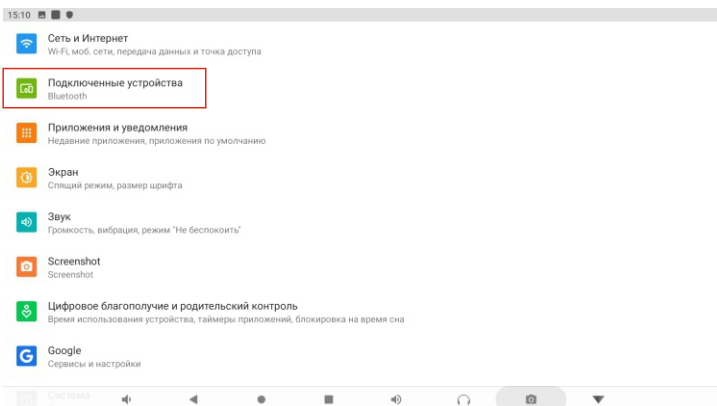 15:10
Сеть и Интернет
Wi-Fi, моб. сети, передача данных и точка доступа
Подключенные устройства
Bluetooth
Приложения и уведомления
Недавние приложения, приложения по умолчанию
Экран
Спящий режим, размер шрифта
Звук
Громкость, вибрация, режим "Не беспокоить"
Screenshot
Screenshot
Цифровое благополучие и родительский контроль
Время использования устройства, таймеры приложений, блокировка на время сна
Google
Сервисы и настройки
Система